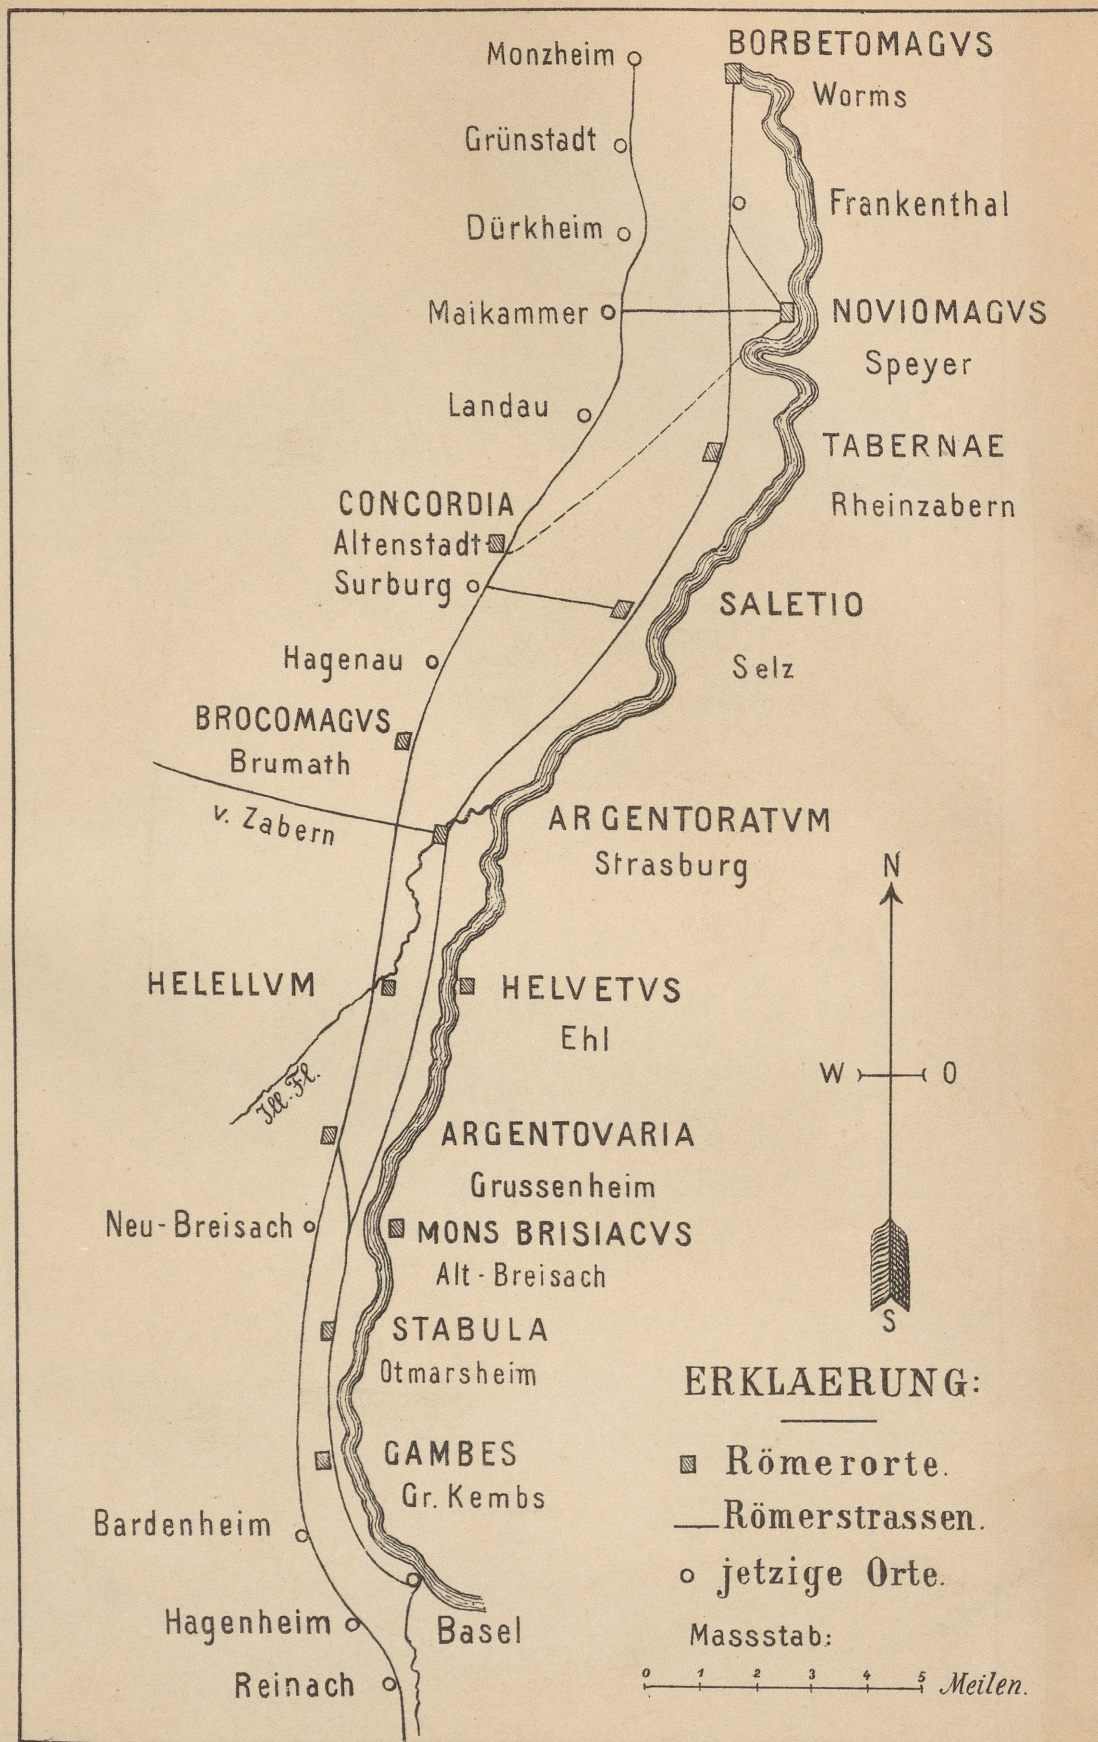 BORBETOMAGVS
Monzheim
Worms
Grünstadt
Frankenthal
Dürkheim
Maikammer
NOVIOMAGVS
Speyer
Landau
TABERNAE
CONCORDIA
Rheinzabern
Altenstadt
Surburg
SALETIO
Hagenau
Selz
BROCOMAGVS
Brumath
v. Zabern
ARGENTORATVM
Strasburg
N
HELELLVM
HELVETVS
Ehl
W
O
Ill. Fl.
ARGENTOVARIA
Grussenheim
Neu-Breisach
MONS BRISIACVS
Alt-Breisach
S
STABULA
Otmarsheim
ERKLAERUNG:
GAMBES
Römerorte.
Gr. Kembs
Römerstrassen.
Bardenheim
jetzige Orte.
Hagenheim
Basel
Massstab:
Reinach
0 1 2 3 4 5 Meilen.